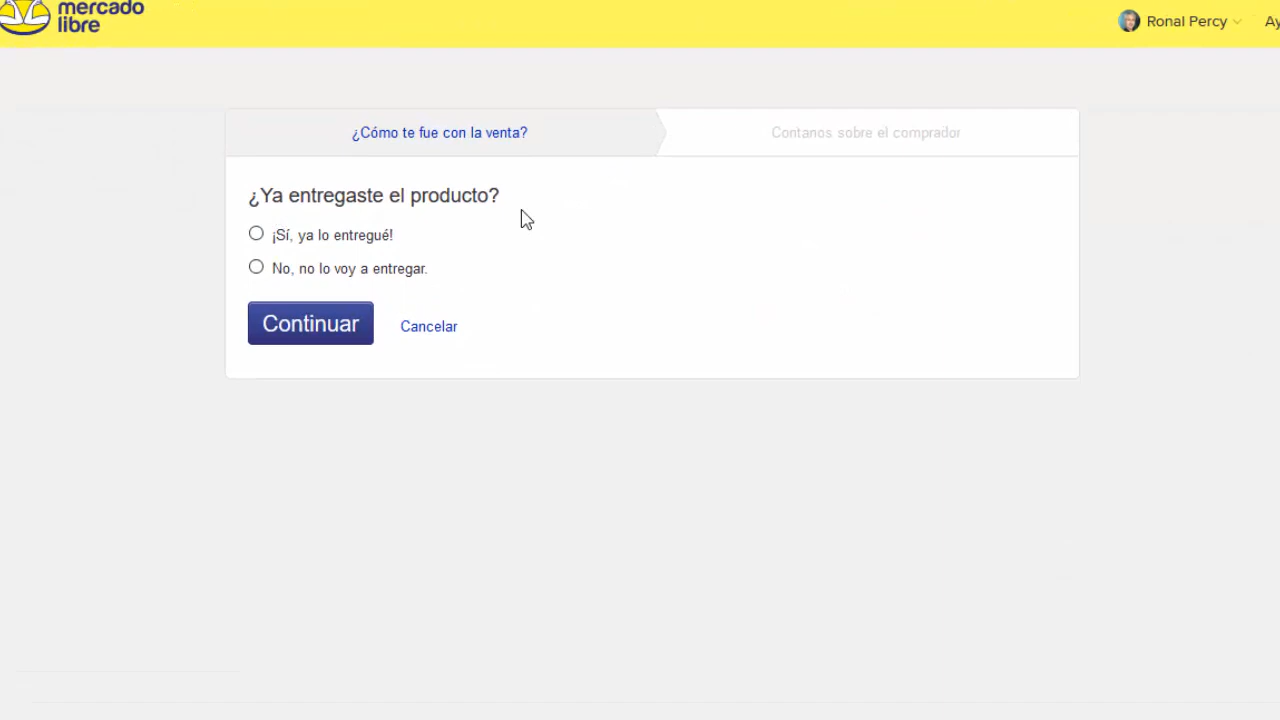 mercado
libre
Ronal Percy
Ay
¿Cómo te fue con la venta?
Contanos sobre el comprador
¿Ya entregaste el producto?
¡Sí, ya lo entregué!
No, no lo voy a entregar.
Continuar
Cancelar